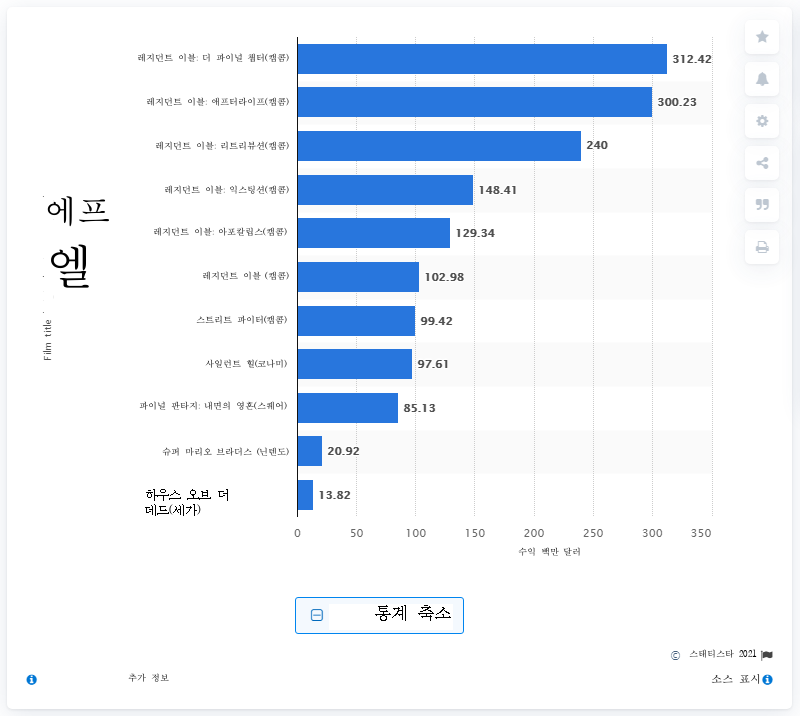 레지던트 이블: 더 파이널 챕터(캡콤)
312.42
레지던트 이블: 애프터라이프(캡콤)
300.23
레지던트 이블: 리트리뷰션(캡콤)
240
레지던트 이블: 익스팅션(캡콤)
148.41
레지던트 이블: 아포칼립스(캡콤)
129.34
레지던트 이블 (캡콤)
102.98
스트리트 파이터(캡콤)
99.42
사일런트 힐(코나미)
97.61
파이널 판타지: 내면의 영혼(스퀘어)
85.13
슈퍼 마리오 브라더스 (닌텐도)
20.92
하우스 오브 더
데드(세가)
13.82
에프
엘
Film title
0 50 100 150 200 250 300 350
수익 백만 달러
통계 축소
© 스태티스타 2021
추가 정보
소스 표시